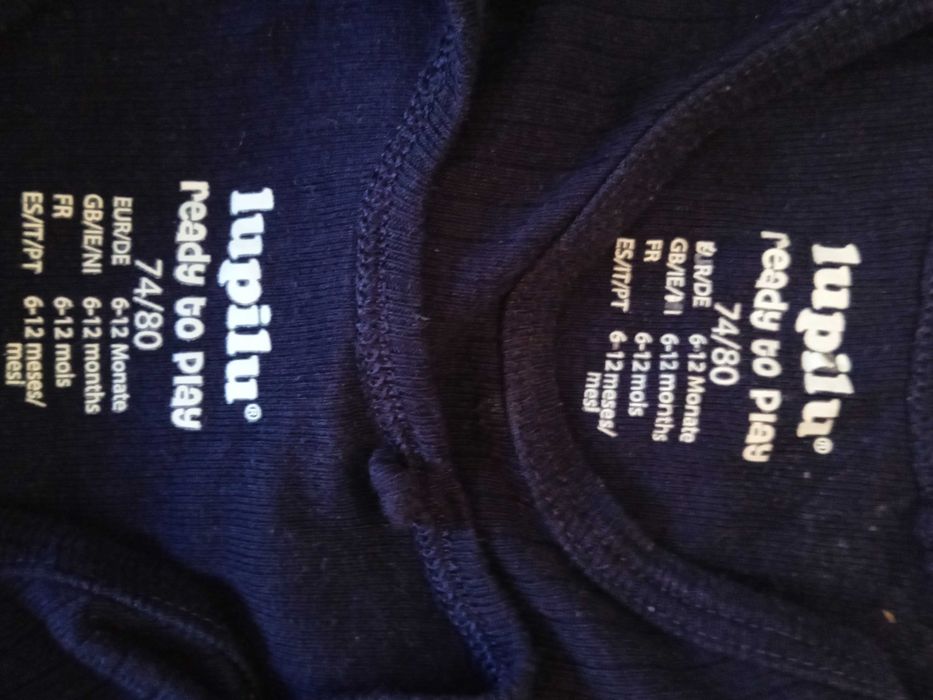 lupilu®
ready to play
74/80
EUR/DE 6-12 Monate
GB/IE/NI 6-12 months
FR 6-12 mois
ES/IT/PT 6-12 meses/
mesi
lupilu®
ready to play
74/80
EUR/DE 6-12 Monate
GB/IE/NI 6-12 months
FR 6-12 mois
ES/IT/PT 6-12 meses/
mesi